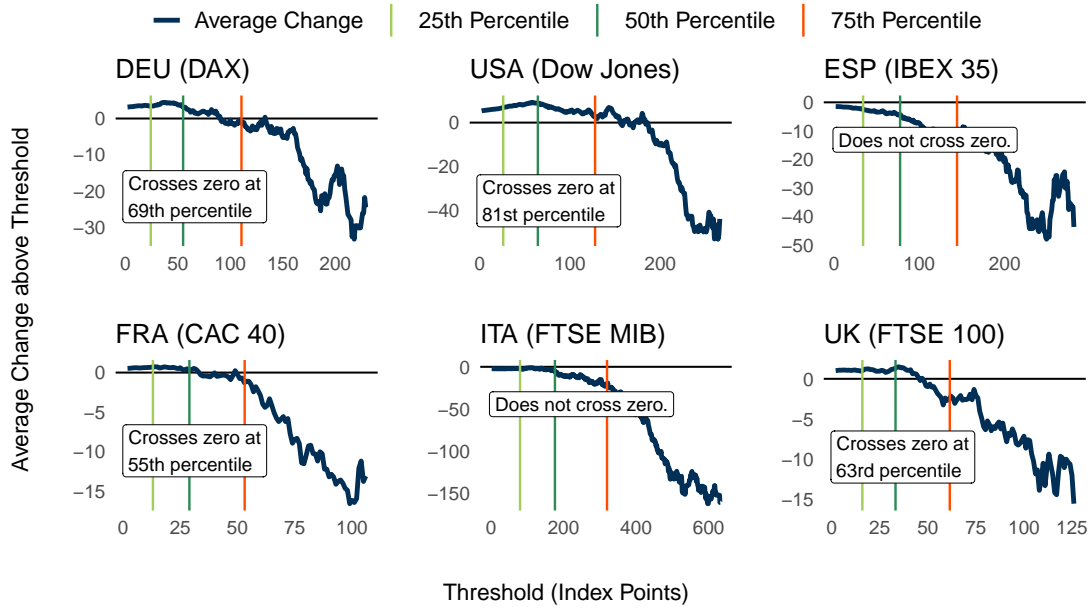 Average Change 25th Percentile 50th Percentile 75th Percentile
DEU (DAX) USA (Dow Jones) ESP (IBEX 35)
Average Change above Threshold
0
−10
−20
−30
Crosses zero at
69th percentile
0 50 100 150 200
0
−20
−40
Crosses zero at
81st percentile
0 100 200
0
−10
−20
−30
−40
−50
Does not cross zero.
0 100 200
FRA (CAC 40) ITA (FTSE MIB) UK (FTSE 100)
0
−5
−10
−15
Crosses zero at
55th percentile
0 25 50 75 100
0
−50
−100
−150
Does not cross zero.
0 200 400 600
0
−5
−10
−15
Crosses zero at
63rd percentile
0 25 50 75 100 125
Threshold (Index Points)